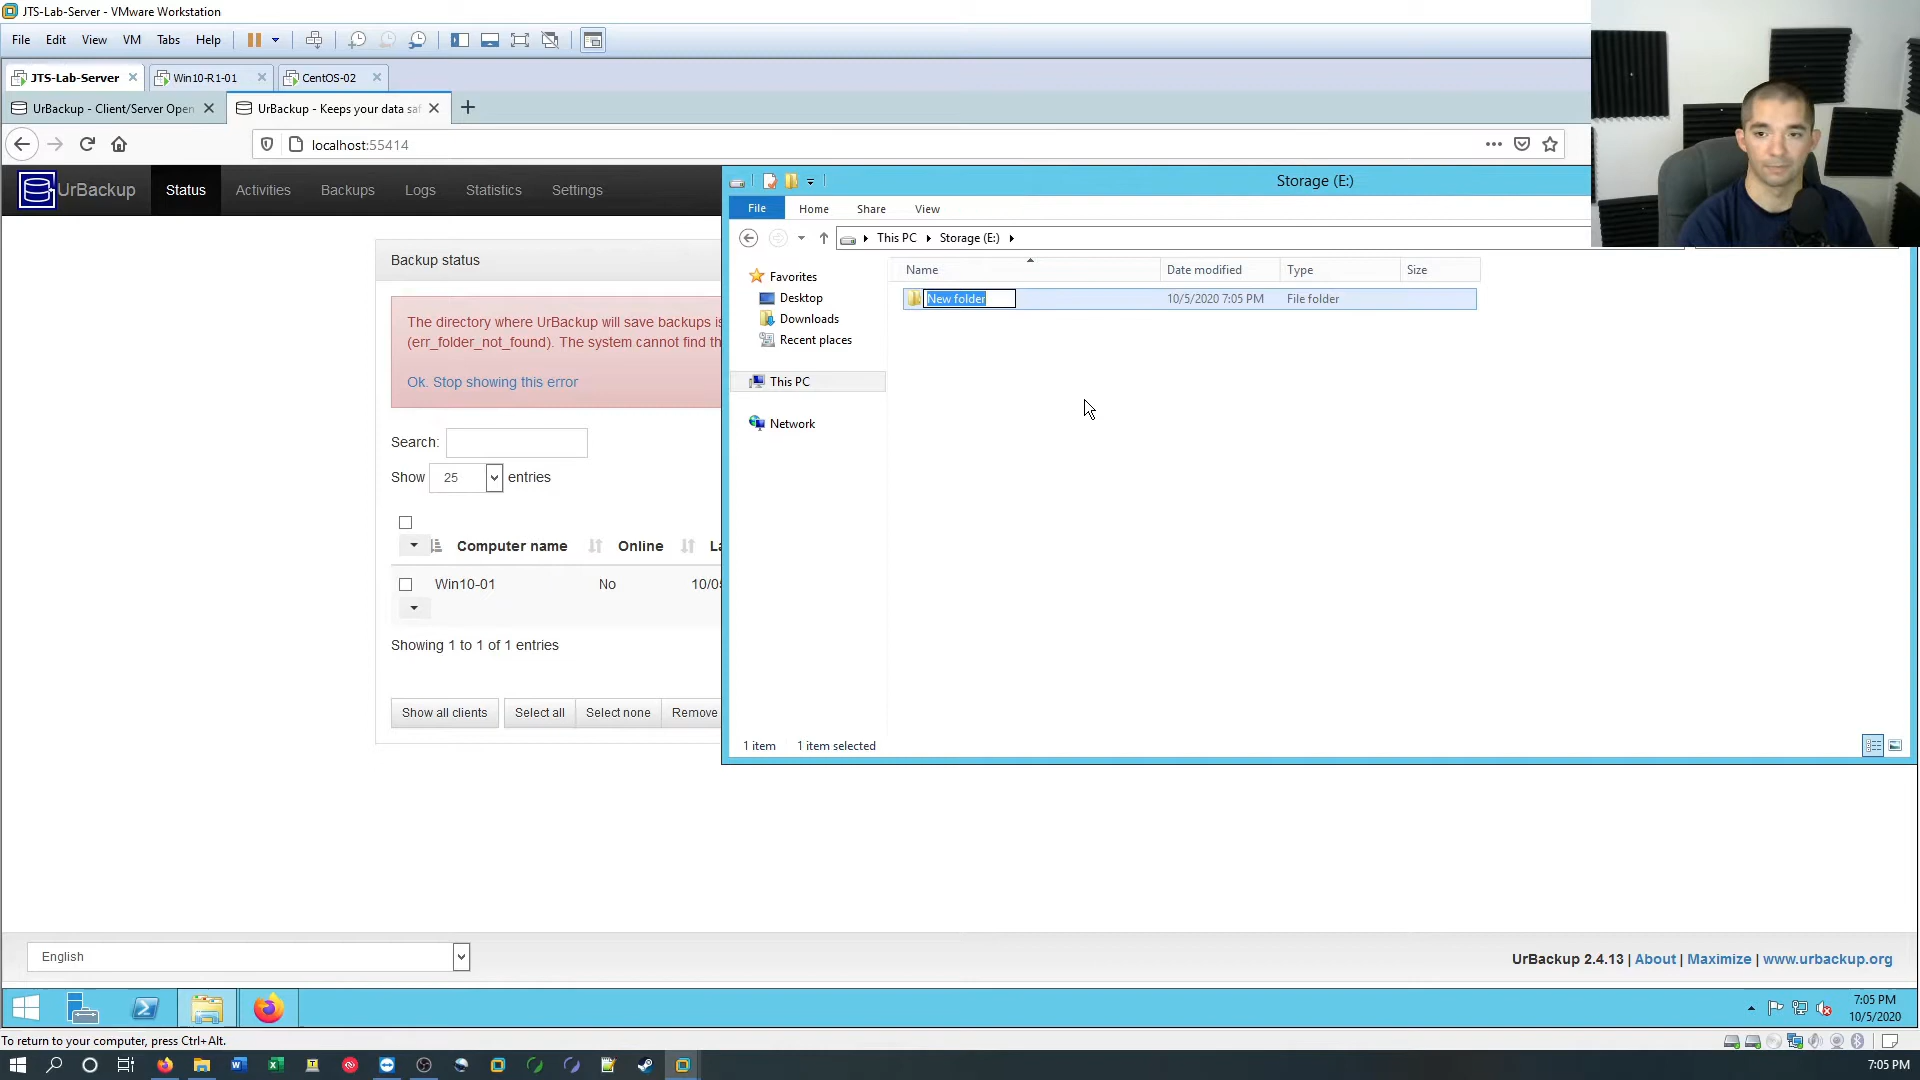 JTS-Lab-Server - VMware Workstation
File Edit View VM Tabs Help
JTS-Lab-Server Win10-R1-01 CentOS-02
UrBackup - Client/Server Open UrBackup - Keeps your data saf
localhost:55414
UrBackup Status Activities Backups Logs Statistics Settings
Storage (E:)
File Home Share View
This PC Storage (E:)
Backup status
The directory where UrBackup will save backups is
(err_folder_not_found). The system cannot find th
Ok. Stop showing this error
Search:
Show 25 entries
Computer name Online La
Win10-01 No 10/05
Showing 1 to 1 of 1 entries
Show all clients Select all Select none Remove
Favorites
Desktop
Downloads
Recent places
This PC
Network
Name Date modified Type Size
New folder 10/5/2020 7:05 PM File folder
1 item 1 item selected
English
UrBackup 2.4.13 | About | Maximize | www.urbackup.org
7:05 PM
10/5/2020
To return to your computer, press Ctrl+Alt.
7:05 PM